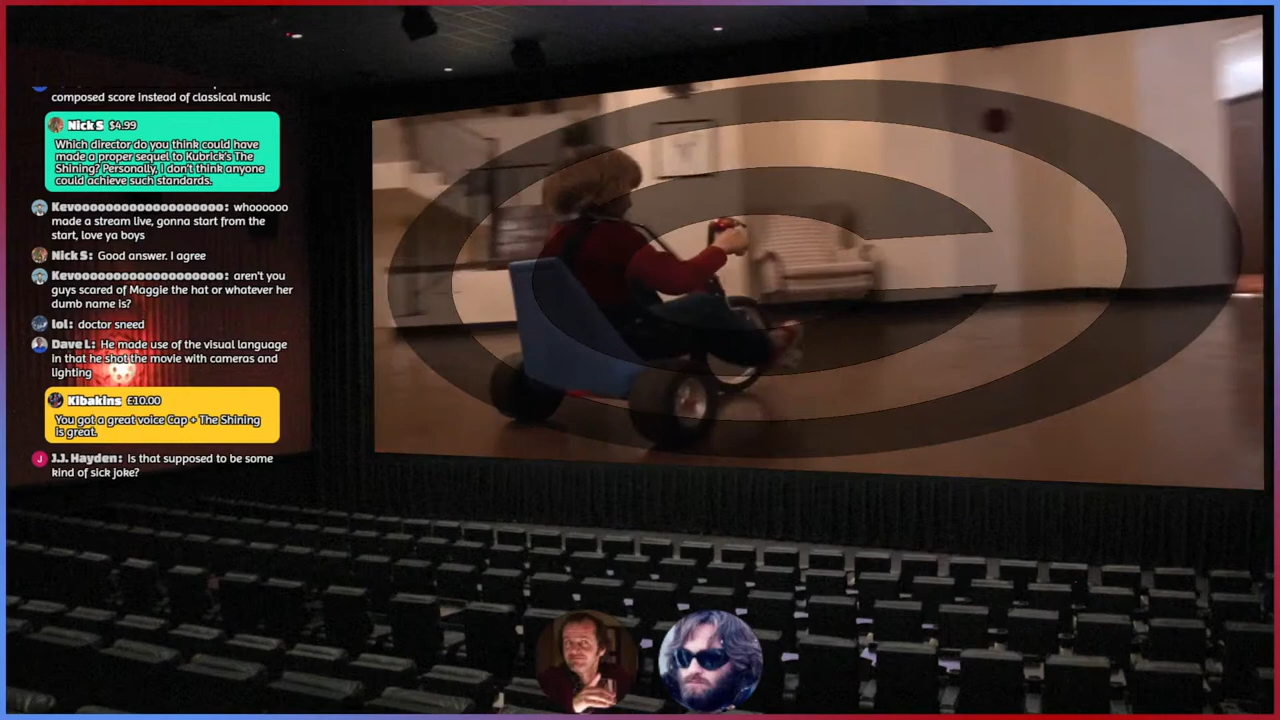 composed score instead of classical music
Nick S $4.99
Which director do you think could have
made a proper sequel to Kubrick's The
Shining? Personally, I don't think anyone
could achieve such standards.
Kevooooooooooooooooooo: whoooooo
made a stream live, gonna start from the
start, love ya boys
Nick S: Good answer. I agree
Kevooooooooooooooooooo: aren't you
guys scared of Maggie the hat or whatever her
dumb name is?
lol: doctor sneed
Dave L: He made use of the visual language
in that he shot the movie with cameras and
lighting
Kibakins £10.00
You got a great voice Cap + The Shining
is great.
J
J.J. Hayden: Is that supposed to be some
kind of sick joke?